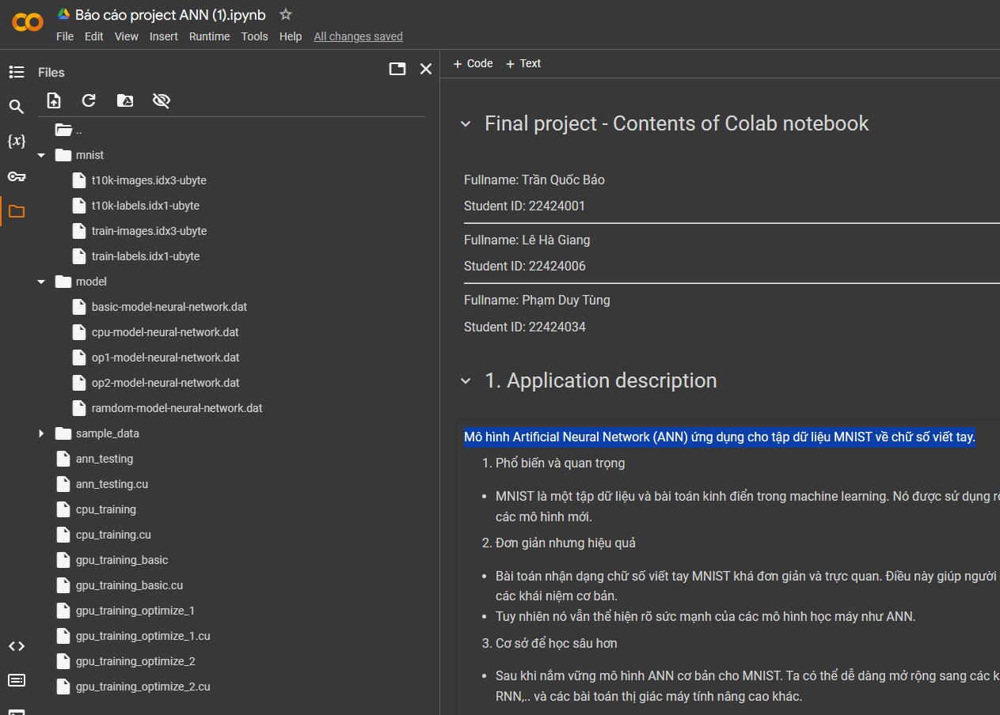 Báo cáo project ANN (1).ipynb
File Edit View Insert Runtime Tools Help All changes saved
Files
{x}
..
mnist
t10k-images.idx3-ubyte
t10k-labels.idx1-ubyte
train-images.idx3-ubyte
train-labels.idx1-ubyte
model
basic-model-neural-network.dat
cpu-model-neural-network.dat
op1-model-neural-network.dat
op2-model-neural-network.dat
ramdom-model-neural-network.dat
sample_data
ann_testing
ann_testing.cu
cpu_training
cpu_training.cu
gpu_training_basic
gpu_training_basic.cu
gpu_training_optimize_1
gpu_training_optimize_1.cu
gpu_training_optimize_2
gpu_training_optimize_2.cu
+ Code + Text
Final project - Contents of Colab notebook
Fullname: Trần Quốc Bảo
Student ID: 22424001
Fullname: Lê Hà Giang
Student ID: 22424006
Fullname: Phạm Duy Tùng
Student ID: 22424034
1. Application description
Mô hình Artificial Neural Network (ANN) ứng dụng cho tập dữ liệu MNIST về chữ số viết tay.
1. Phổ biến và quan trọng
• MNIST là một tập dữ liệu và bài toán kinh điển trong machine learning. Nó được sử dụng
các mô hình mới.
2. Đơn giản nhưng hiệu quả
• Bài toán nhận dạng chữ số viết tay MNIST khá đơn giản và trực quan. Điều này giúp người
các khái niệm cơ bản.
• Tuy nhiên nó vẫn thể hiện rõ sức mạnh của các mô hình học máy như ANN.
3. Cơ sở để học sâu hơn
• Sau khi nắm vững mô hình ANN cơ bản cho MNIST. Ta có thể dễ dàng mở rộng sang các
RNN,.. và các bài toán thị giác máy tính nâng cao khác.